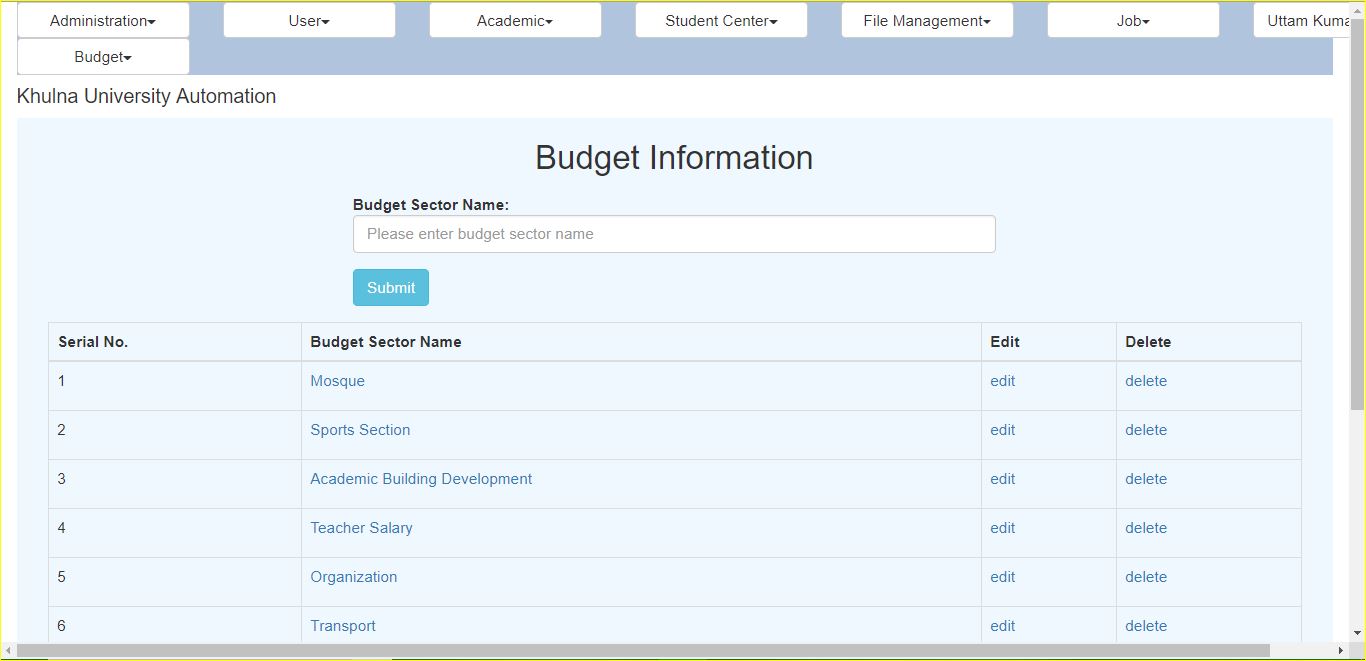 Administration User Academic Student Center File Management Job Uttam
Budget
Khulna University Automation
Budget Information
Budget Sector Name:
Please enter budget sector name
Submit
Serial No. Budget Sector Name Edit Delete
1 Mosque edit delete
2 Sports Section edit delete
3 Academic Building Development edit delete
4 Teacher Salary edit delete
5 Organization edit delete
6 Transport edit delete